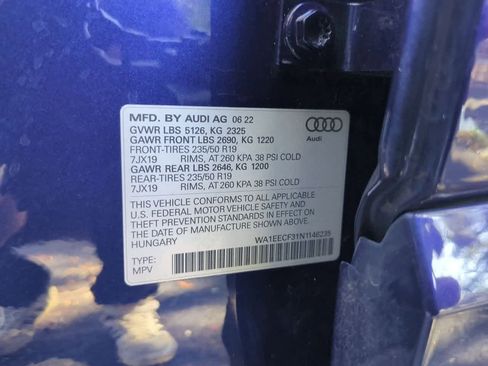 MFD. BY AUDI AG 06 22
GVWR LBS 5126, KG 2325
GAWR FRONT LBS 2690, KG 1220
FRONT-TIRES 235/50 R19
7JX19 RIMS, AT 260 KPA 38 PSI COLD
GAWR REAR LBS 2646, KG 1200
REAR-TIRES 235/50 R19
7JX19 RIMS, AT 260 KPA 38 PSI COLD
Audi
THIS VEHICLE CONFORMS TO ALL APPLICABLE
U.S. FEDERAL MOTOR VEHICLE SAFETY AND
THEFT PREVENTION STANDARDS IN EFFECT ON
THE DATE OF MANUFACTURE SHOWN ABOVE.
HUNGARY
WA1EECF31N1146235
TYPE:
MPV